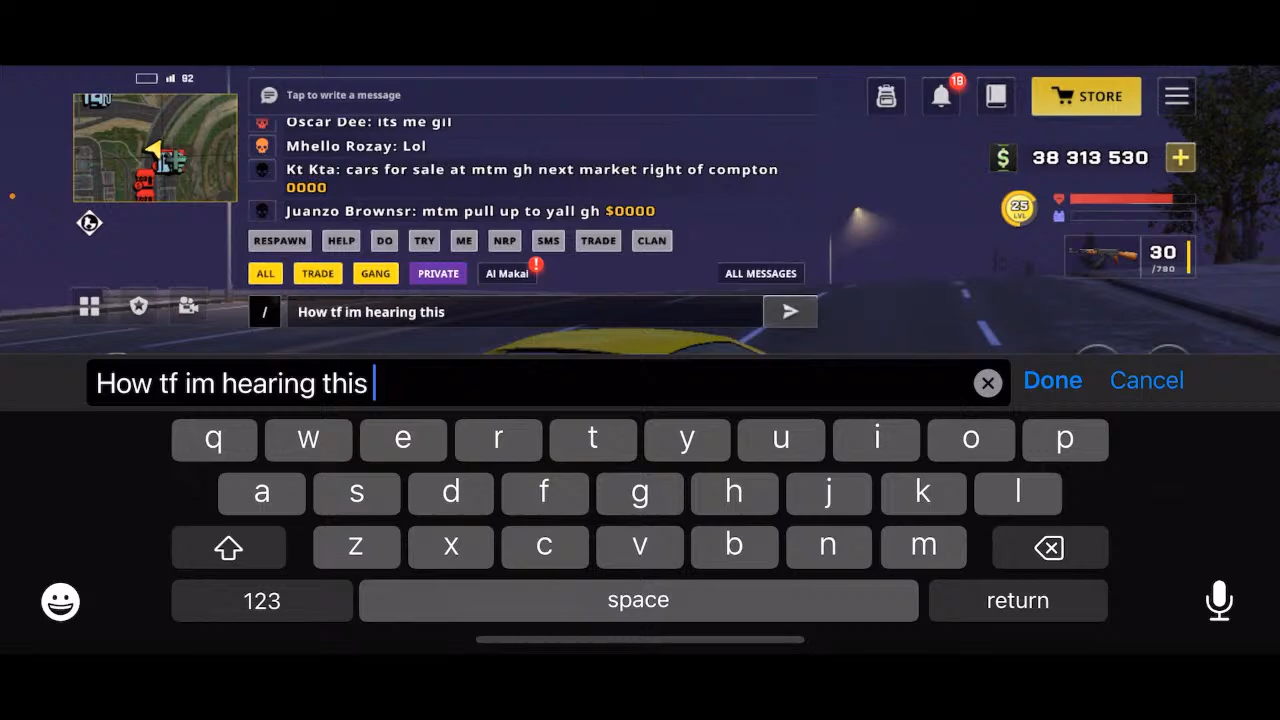 92
Tap to write a message
18
STORE
Oscar Dee: its me gil
Mhello Rozay: Lol
Kt Kta: cars for sale at mtm gh next market right of compton
0000
Juanzo Brownsr: mtm pull up to yall gh $0000
$ 38 313 530 +
25
LVL
RESPAWN HELP DO TRY ME NRP SMS TRADE CLAN
30
/790
ALL TRADE GANG PRIVATE Al Makai ! ALL MESSAGES
/ How tf im hearing this
How tf im hearing this
Done Cancel
q w e r t y u i o p
a s d f g h j k l
z x c v b n m
123 space return